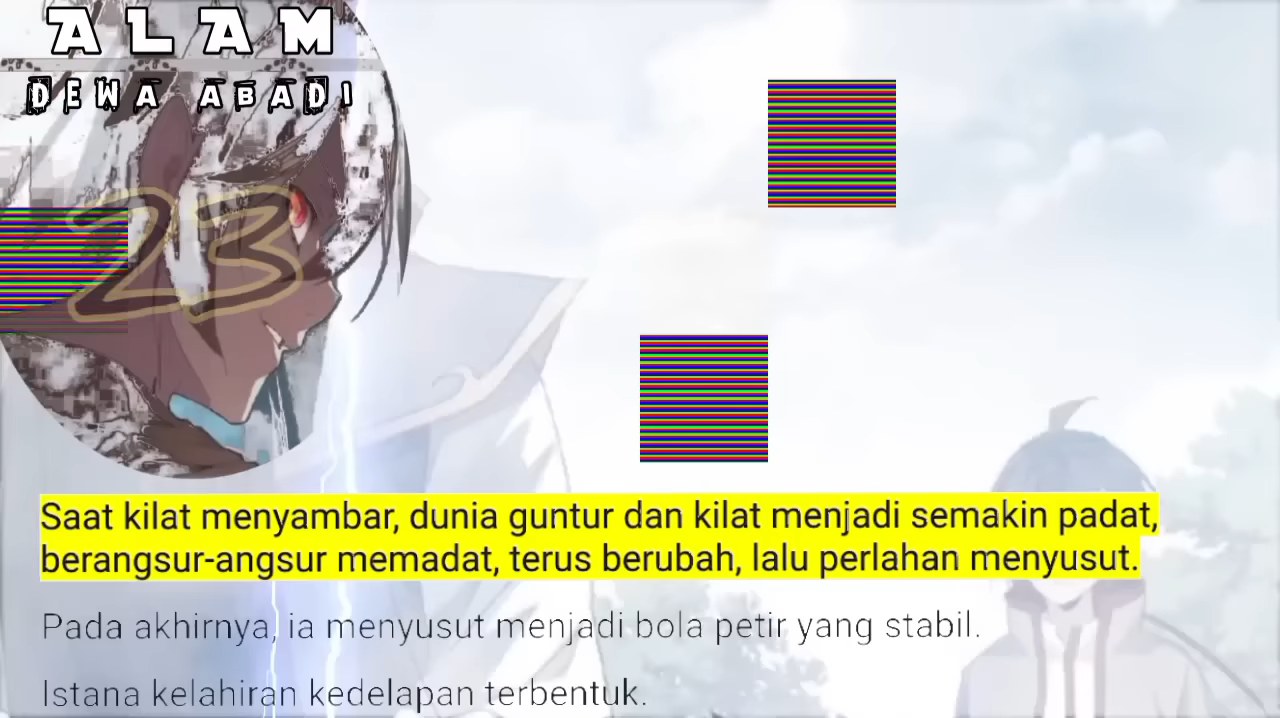 ALAM
DEWA ABADI
23
Saat kilat menyambar, dunia guntur dan kilat menjadi semakin padat,
berangsur-angsur memadat, terus berubah, lalu perlahan menyusut.
Pada akhirnya, ia menyusut menjadi bola petir yang stabil.
Istana kelahiran kedelapan terbentuk.